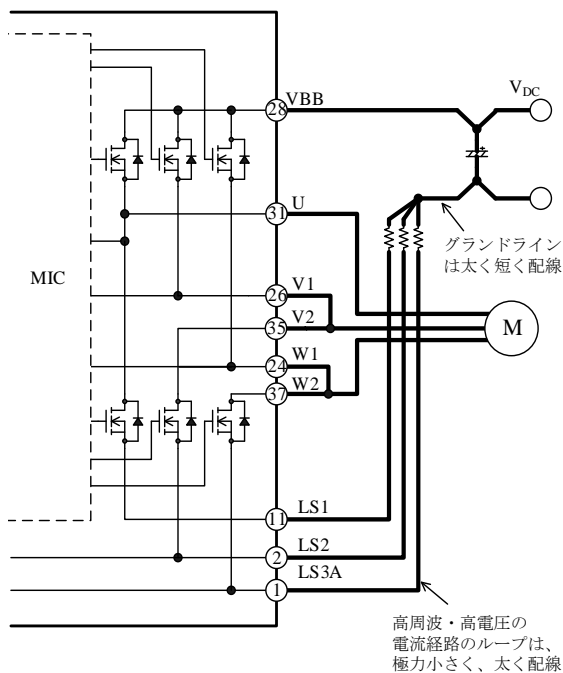 VBB
28
VDC
+
U
31
グランドライン
は太く短く配線
MIC
V1
26
V2
35
M
W1
24
W2
37
LS1
11
LS2
2
LS3A
1
高周波・高電圧の
電流経路のループは、
極力小さく、太く配線